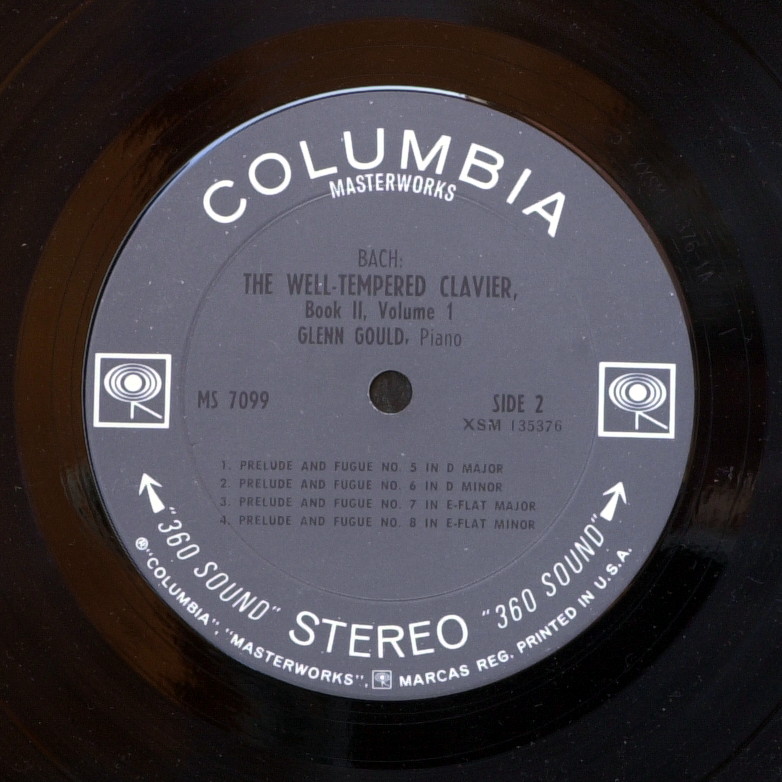 COLUMBIA
MASTERWORKS
BACH:
THE WELL-TEMPERED CLAVIER,
Book II, Volume 1
GLENN GOULD, Piano
MS 7099
SIDE 2
XSM 135376
1. PRELUDE AND FUGUE NO. 5 IN D MAJOR
2. PRELUDE AND FUGUE NO. 6 IN D MINOR
3. PRELUDE AND FUGUE NO. 7 IN E-FLAT MAJOR
4. PRELUDE AND FUGUE NO. 8 IN E-FLAT MINOR
"360 SOUND" STEREO "360 SOUND"
®"COLUMBIA", "MASTERWORKS", MARCAS REG. PRINTED IN U.S.A.